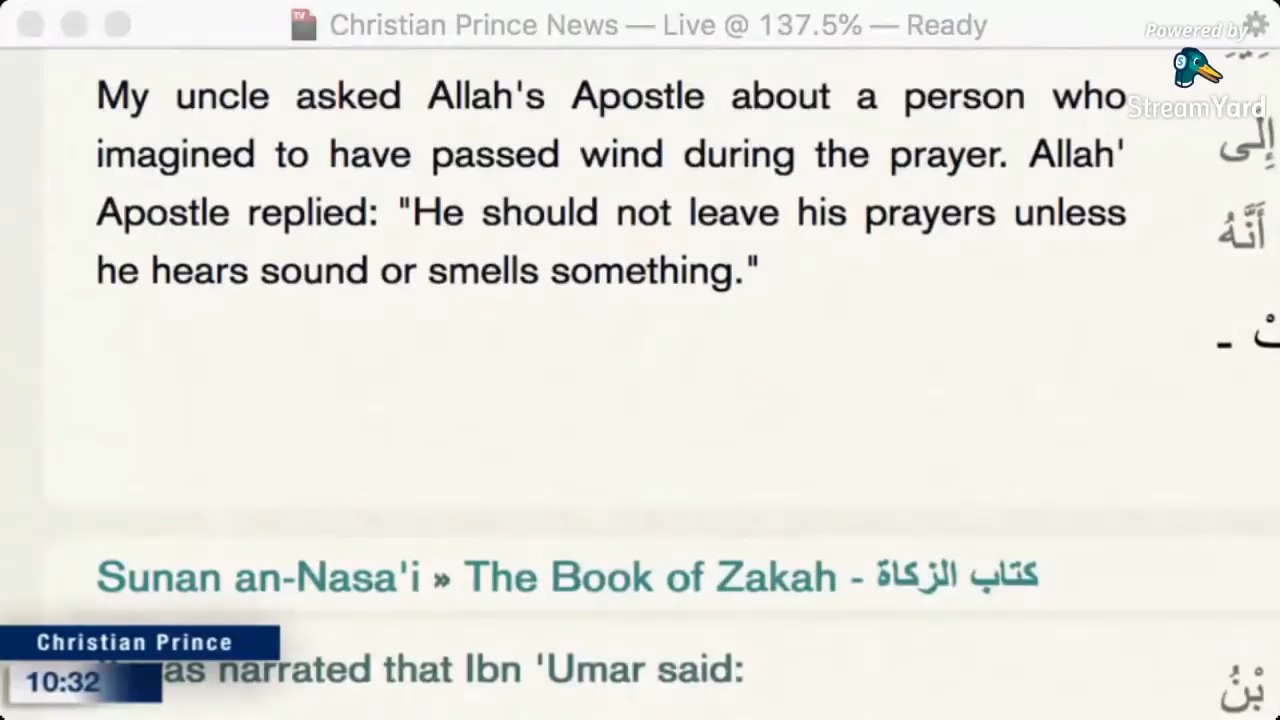 Christian Prince News — Live @ 137.5% — Ready
Powered by
StreamYard
My uncle asked Allah's Apostle about a person who
imagined to have passed wind during the prayer. Allah'
Apostle replied: "He should not leave his prayers unless
he hears sound or smells something."
إِلَى
أَنَّهُ
Sunan an-Nasa'i » The Book of Zakah - كتاب الزكاة
Christian Prince
as narrated that Ibn 'Umar said:
10:32
بْنُ